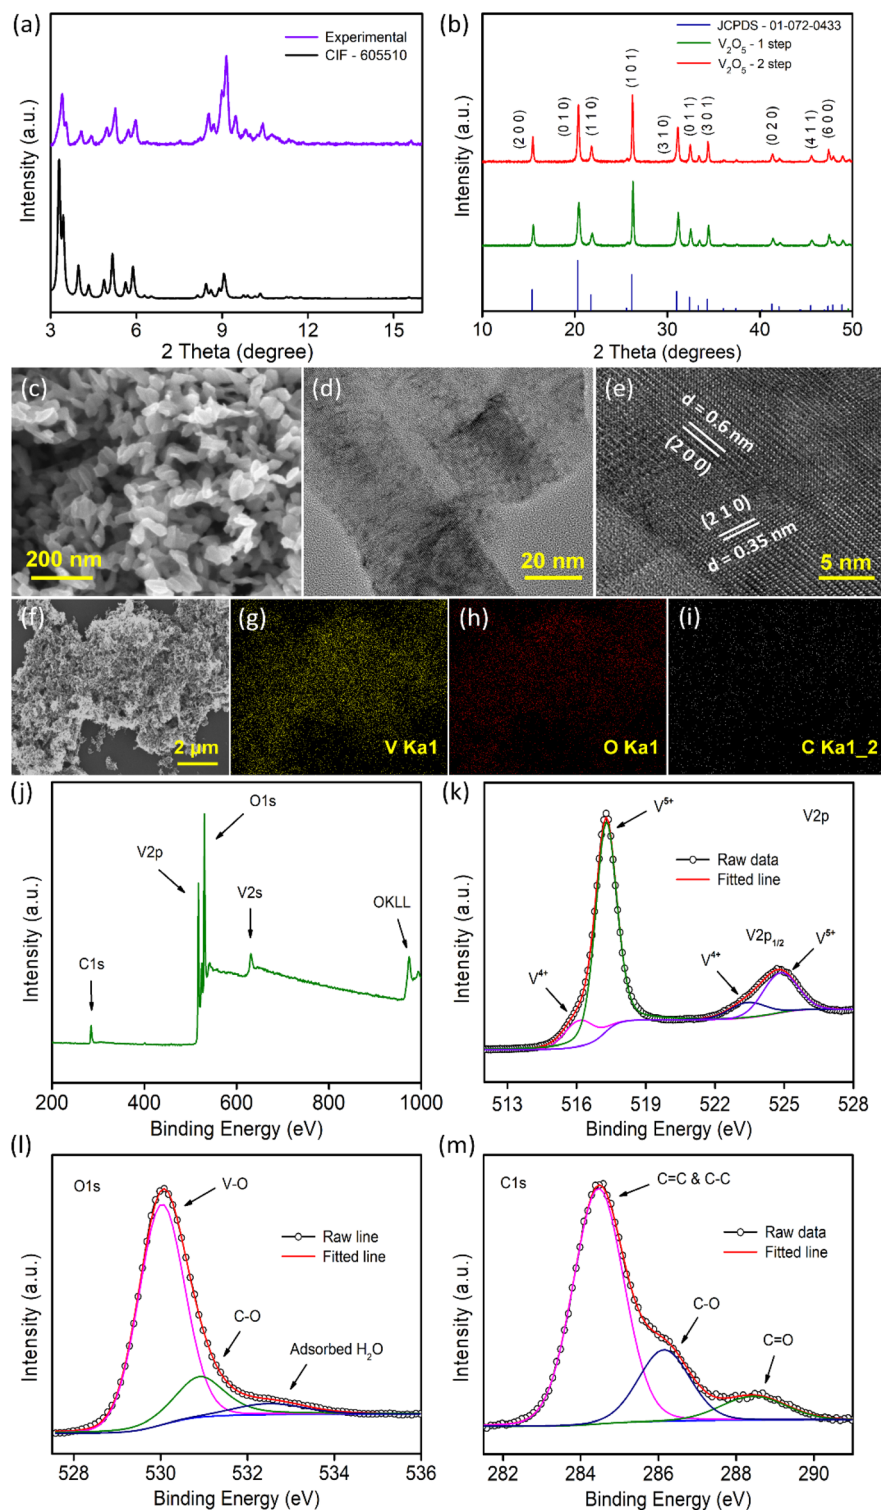 (a)
Experimental
CIF - 605510
Intensity (a.u.)
3 6 9 12 15
2 Theta (degree)
(b)
JCPDS - 01-072-0433
V₂O₅ - 1 step
V₂O₅ - 2 step
(2 0 0)
(0 1 0)
(1 1 0)
(1 0 1)
(3 1 0)
(0 1 1)
(3 0 1)
(0 2 0)
(4 1 1)
(6 0 0)
Intensity (a.u.)
10 20 30 40 50
2 Theta (degrees)
(c)
200 nm
(d)
20 nm
(e)
d = 0.6 nm
(2 0 0)
(2 1 0)
d = 0.35 nm
5 nm
(f)
2 µm
(g)
V Ka1
(h)
O Ka1
(i)
C Ka1_2
(j)
O1s
V2p
V2s
OKLL
C1s
Intensity (a.u.)
200 400 600 800 1000
Binding Energy (eV)
(k)
V⁵⁺
V2p
Raw data
Fitted line
V2p₁/₂
V⁴⁺
V⁴⁺
V⁵⁺
Intensity (a.u.)
513 516 519 522 525 528
Binding Energy (eV)
(l)
O1s
V-O
Raw line
Fitted line
C-O
Adsorbed H₂O
Intensity (a.u.)
528 530 532 534 536
Binding Energy (eV)
(m)
C1s
C=C & C-C
Raw data
Fitted line
C-O
C=O
Intensity (a.u.)
282 284 286 288 290
Binding Energy (eV)